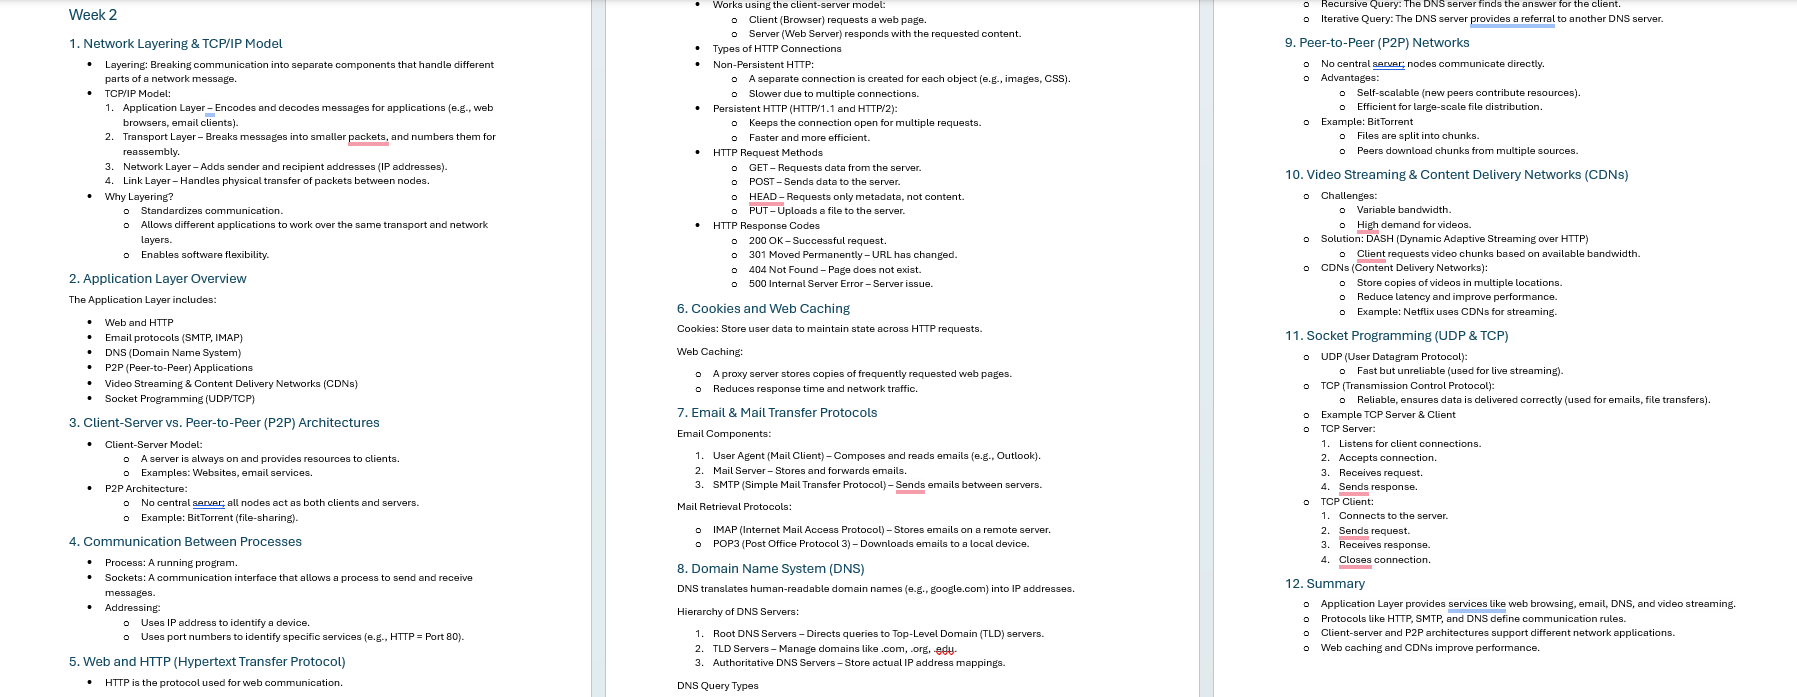 Week 2
1. Network Layering & TCP/IP Model
• Layering: Breaking communication into separate components that handle different
parts of a network message.
• TCP/IP Model:
1. Application Layer – Encodes and decodes messages for applications (e.g., web
browsers, email clients).
2. Transport Layer – Breaks messages into smaller packets, and numbers them for
reassembly.
3. Network Layer – Adds sender and recipient addresses (IP addresses).
4. Link Layer – Handles physical transfer of packets between nodes.
• Why Layering?
o Standardizes communication.
o Allows different applications to work over the same transport and network
layers.
o Enables software flexibility.
2. Application Layer Overview
The Application Layer includes:
• Web and HTTP
• Email protocols (SMTP, IMAP)
• DNS (Domain Name System)
• P2P (Peer-to-Peer) Applications
• Video Streaming & Content Delivery Networks (CDNs)
• Socket Programming (UDP/TCP)
3. Client-Server vs. Peer-to-Peer (P2P) Architectures
• Client-Server Model:
o A server is always on and provides resources to clients.
o Examples: Websites, email services.
• P2P Architecture:
o No central server; all nodes act as both clients and servers.
o Example: BitTorrent (file-sharing).
4. Communication Between Processes
• Process: A running program.
• Sockets: A communication interface that allows a process to send and receive
messages.
• Addressing:
o Uses IP address to identify a device.
o Uses port numbers to identify specific services (e.g., HTTP = Port 80).
5. Web and HTTP (Hypertext Transfer Protocol)
• HTTP is the protocol used for web communication.
• Works using the client-server model:
o Client (Browser) requests a web page.
o Server (Web Server) responds with the requested content.
• Types of HTTP Connections
• Non-Persistent HTTP:
o A separate connection is created for each object (e.g., images, CSS).
o Slower due to multiple connections.
• Persistent HTTP (HTTP/1.1 and HTTP/2):
o Keeps the connection open for multiple requests.
o Faster and more efficient.
• HTTP Request Methods
o GET – Requests data from the server.
o POST – Sends data to the server.
o HEAD – Requests only metadata, not content.
o PUT – Uploads a file to the server.
• HTTP Response Codes
o 200 OK – Successful request.
o 301 Moved Permanently – URL has changed.
o 404 Not Found – Page does not exist.
o 500 Internal Server Error – Server issue.
6. Cookies and Web Caching
Cookies: Store user data to maintain state across HTTP requests.
Web Caching:
o A proxy server stores copies of frequently requested web pages.
o Reduces response time and network traffic.
7. Email & Mail Transfer Protocols
Email Components:
1. User Agent (Mail Client) – Composes and reads emails (e.g., Outlook).
2. Mail Server – Stores and forwards emails.
3. SMTP (Simple Mail Transfer Protocol) – Sends emails between servers.
Mail Retrieval Protocols:
o IMAP (Internet Mail Access Protocol) – Stores emails on a remote server.
o POP3 (Post Office Protocol 3) – Downloads emails to a local device.
8. Domain Name System (DNS)
DNS translates human-readable domain names (e.g., google.com) into IP addresses.
Hierarchy of DNS Servers:
1. Root DNS Servers – Directs queries to Top-Level Domain (TLD) servers.
2. TLD Servers – Manage domains like .com, .org, .edu.
3. Authoritative DNS Servers – Store actual IP address mappings.
DNS Query Types
o Recursive Query: The DNS server finds the answer for the client.
o Iterative Query: The DNS server provides a referral to another DNS server.
9. Peer-to-Peer (P2P) Networks
o No central server; nodes communicate directly.
o Advantages:
o Self-scalable (new peers contribute resources).
o Efficient for large-scale file distribution.
o Example: BitTorrent
o Files are split into chunks.
o Peers download chunks from multiple sources.
10. Video Streaming & Content Delivery Networks (CDNs)
o Challenges:
o Variable bandwidth.
o High demand for videos.
o Solution: DASH (Dynamic Adaptive Streaming over HTTP)
o Client requests video chunks based on available bandwidth.
o CDNs (Content Delivery Networks):
o Store copies of videos in multiple locations.
o Reduce latency and improve performance.
o Example: Netflix uses CDNs for streaming.
11. Socket Programming (UDP & TCP)
o UDP (User Datagram Protocol):
o Fast but unreliable (used for live streaming).
o TCP (Transmission Control Protocol):
o Reliable, ensures data is delivered correctly (used for emails, file transfers).
o Example TCP Server & Client
o TCP Server:
1. Listens for client connections.
2. Accepts connection.
3. Receives request.
4. Sends response.
o TCP Client:
1. Connects to the server.
2. Sends request.
3. Receives response.
4. Closes connection.
12. Summary
o Application Layer provides services like web browsing, email, DNS, and video streaming.
o Protocols like HTTP, SMTP, and DNS define communication rules.
o Client-server and P2P architectures support different network applications.
o Web caching and CDNs improve performance.